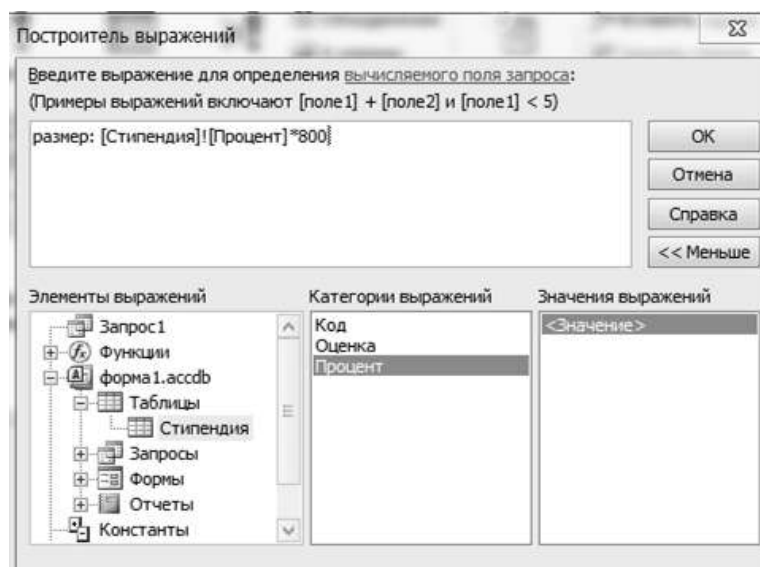 Построитель выражений
Введите выражение для определения вычисляемого поля запроса:
(Примеры выражений включают [поле1] + [поле2] и [поле1] < 5)
размер: [Стипендия]![Процент]*800
ОК
Отмена
Справка
<< Меньше
Элементы выражений
Категории выражений
Значения выражений
Запрос1
Функции
форма1.accdb
Таблицы
Стипендия
Запросы
Формы
Отчеты
Константы
Код
Оценка
Процент
<Значение>